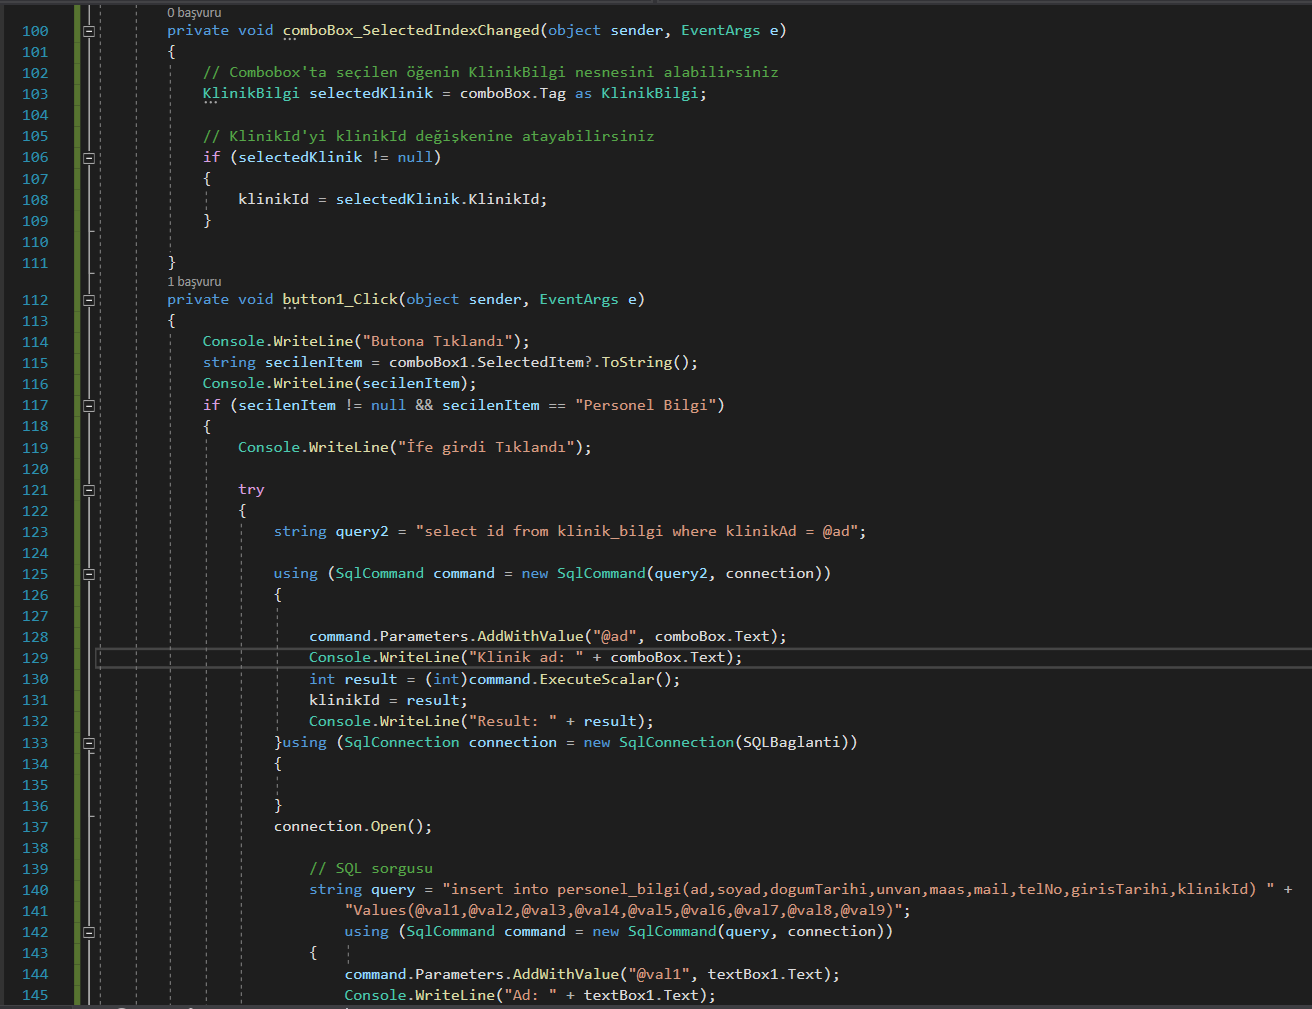 0 başvuru
100 private void comboBox_SelectedIndexChanged(object sender, EventArgs e)
101 {
102 // Combobox'ta seçilen öğenin KlinikBilgi nesnesini alabilirsiniz
103 KlinikBilgi selectedKlinik = comboBox.Tag as KlinikBilgi;
104
105 // KlinikId'yi klinikId değişkenine atayabilirsiniz
106 if (selectedKlinik != null)
107 {
108 klinikId = selectedKlinik.KlinikId;
109 }
110
111 }
1 başvuru
112 private void button1_Click(object sender, EventArgs e)
113 {
114 Console.WriteLine("Butona Tıklandı");
115 string secilenItem = comboBox1.SelectedItem?.ToString();
116 Console.WriteLine(secilenItem);
117 if (secilenItem != null && secilenItem == "Personel Bilgi")
118 {
119 Console.WriteLine("İfe girdi Tıklandı");
120
121 try
122 {
123 string query2 = "select id from klinik_bilgi where klinikAd = @ad";
124
125 using (SqlCommand command = new SqlCommand(query2, connection))
126 {
127
128 command.Parameters.AddWithValue("@ad", comboBox.Text);
129 Console.WriteLine("Klinik ad: " + comboBox.Text);
130 int result = (int)command.ExecuteScalar();
131 klinikId = result;
132 Console.WriteLine("Result: " + result);
133 }using (SqlConnection connection = new SqlConnection(SQLBaglanti))
134 {
135
136 }
137 connection.Open();
138
139 // SQL sorgusu
140 string query = "insert into personel_bilgi(ad,soyad,dogumTarihi,unvan,maas,mail,telNo,girisTarihi,klinikId) " +
141 "Values(@val1,@val2,@val3,@val4,@val5,@val6,@val7,@val8,@val9)";
142 using (SqlCommand command = new SqlCommand(query, connection))
143 {
144 command.Parameters.AddWithValue("@val1", textBox1.Text);
145 Console.WriteLine("Ad: " + textBox1.Text);